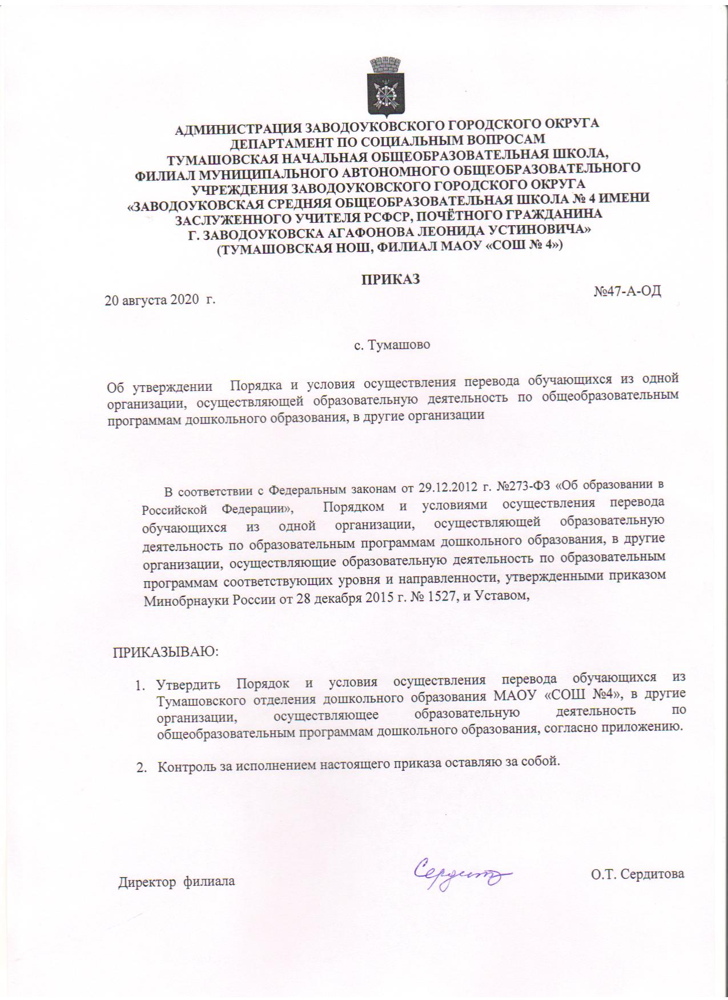 АДМИНИСТРАЦИЯ ЗАВОДОУКОВСКОГО ГОРОДСКОГО ОКРУГА
ДЕПАРТАМЕНТ ПО СОЦИАЛЬНЫМ ВОПРОСАМ
ТУМАШОВСКАЯ НАЧАЛЬНАЯ ОБЩЕОБРАЗОВАТЕЛЬНАЯ ШКОЛА,
ФИЛИАЛ МУНИЦИПАЛЬНОГО АВТОНОМНОГО ОБЩЕОБРАЗОВАТЕЛЬНОГО
УЧРЕЖДЕНИЯ ЗАВОДОУКОВСКОГО ГОРОДСКОГО ОКРУГА
«ЗАВОДОУКОВСКАЯ СРЕДНЯЯ ОБЩЕОБРАЗОВАТЕЛЬНАЯ ШКОЛА № 4 ИМЕНИ
ЗАСЛУЖЕННОГО УЧИТЕЛЯ РСФСР, ПОЧЁТНОГО ГРАЖДАНИНА
Г. ЗАВОДОУКОВСКА АГАФОНОВА ЛЕОНИДА УСТИНОВИЧА»
(ТУМАШОВСКАЯ НОШ, ФИЛИАЛ МАОУ «СОШ № 4»)
ПРИКАЗ
20 августа 2020 г. №47-А-ОД
с. Тумашово
Об утверждении Порядка и условия осуществления перевода обучающихся из одной
организации, осуществляющей образовательную деятельность по общеобразовательным
программам дошкольного образования, в другие организации
В соответствии с Федеральным законам от 29.12.2012 г. №273-ФЗ «Об образовании в
Российской Федерации», Порядком и условиями осуществления перевода
обучающихся из одной организации, осуществляющей образовательную
деятельность по образовательным программам дошкольного образования, в другие
организации, осуществляющие образовательную деятельность по образовательным
программам соответствующих уровня и направленности, утвержденными приказом
Минобрнауки России от 28 декабря 2015 г. № 1527, и Уставом,
ПРИКАЗЫВАЮ:
1. Утвердить Порядок и условия осуществления перевода обучающихся из
Тумашовского отделения дошкольного образования МАОУ «СОШ №4», в другие
организации, осуществляющее образовательную деятельность по
общеобразовательным программам дошкольного образования, согласно приложению.
2. Контроль за исполнением настоящего приказа оставляю за собой.
Директор филиала Сердит О.Т. Сердитова